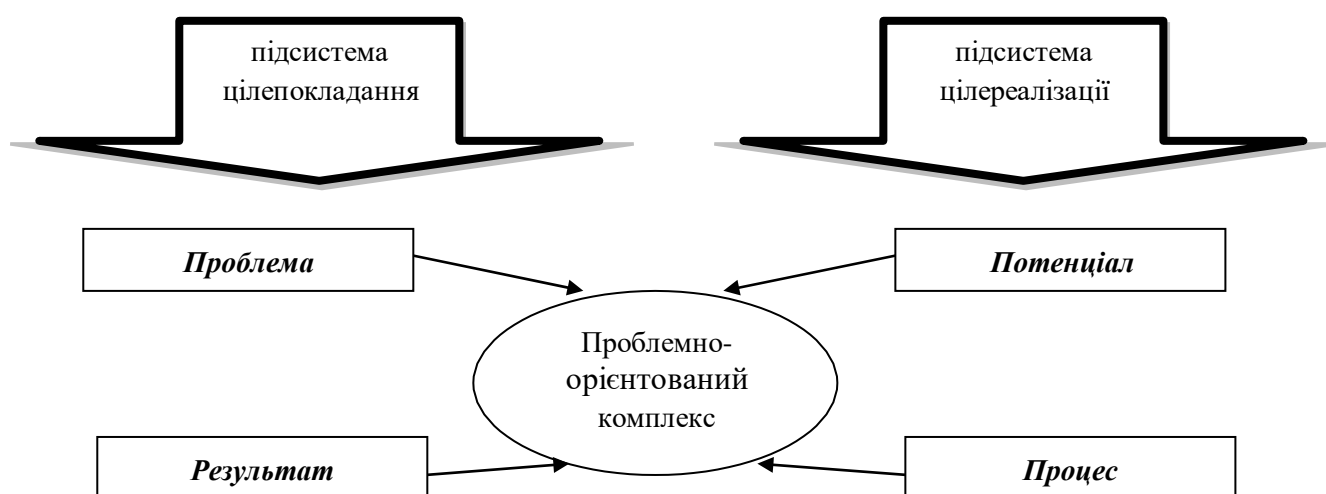 підсистема
цілепокладання
підсистема
цілереалізації
Проблема
Потенціал
Проблемно-
орієнтований
комплекс
Результат
Процес